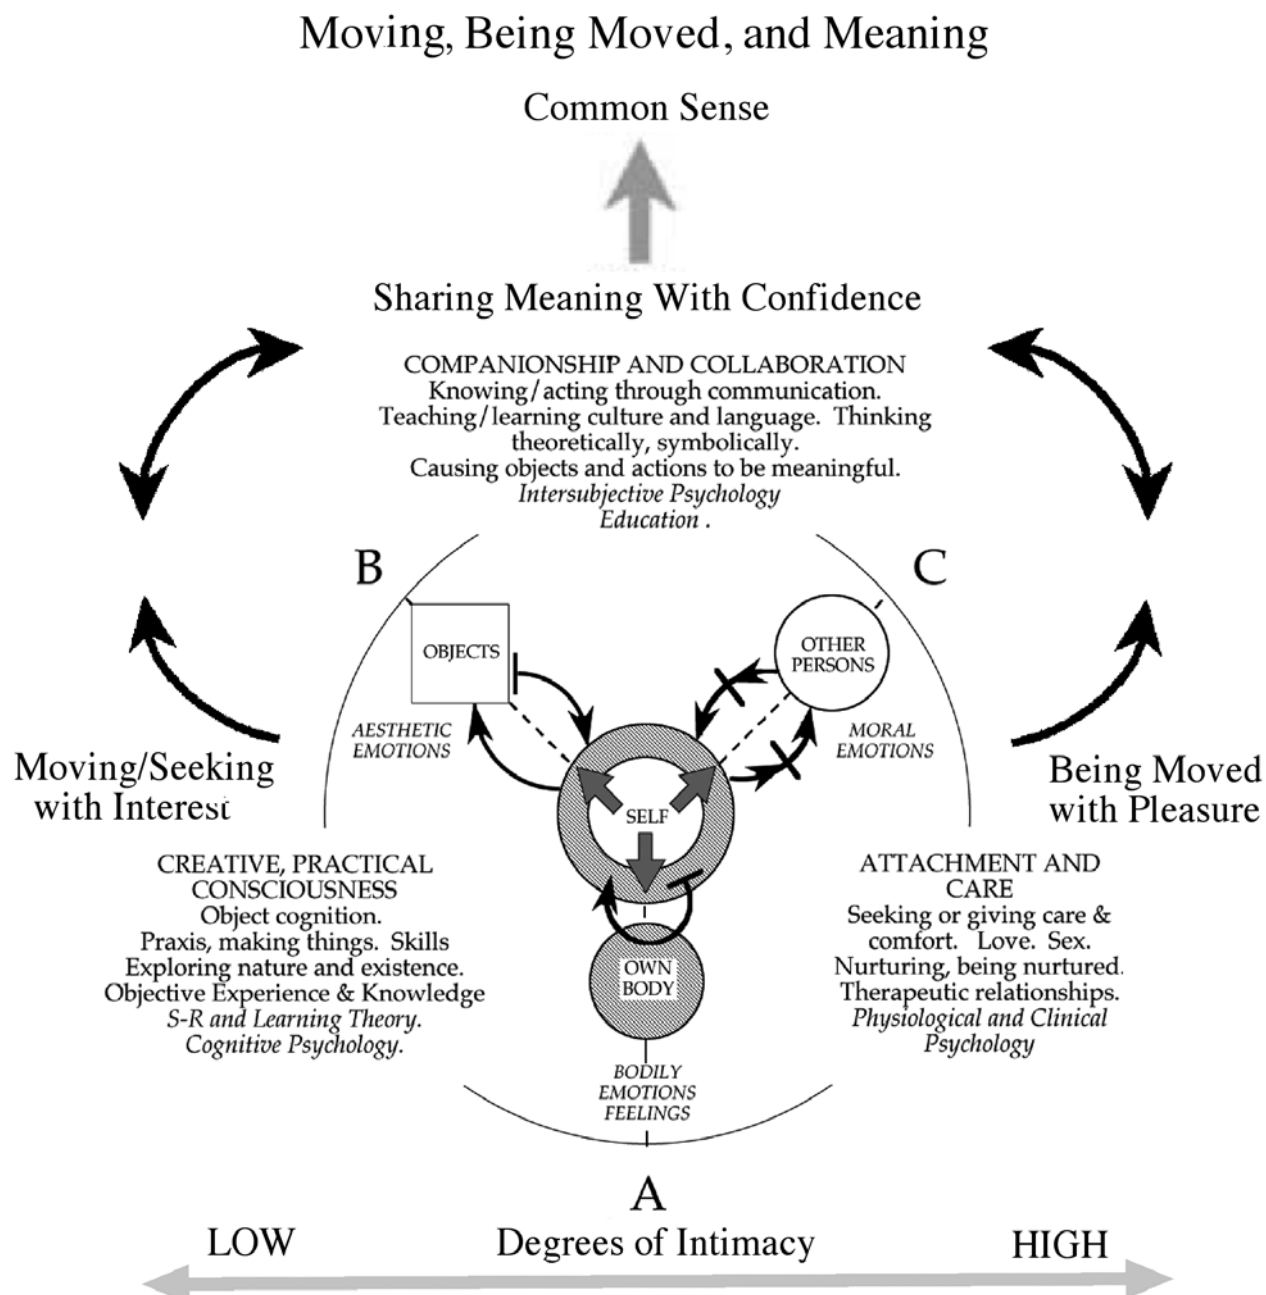 Moving, Being Moved, and Meaning
Common Sense
Sharing Meaning With Confidence
COMPANIONSHIP AND COLLABORATION
Knowing/acting through communication.
Teaching/learning culture and language. Thinking
theoretically, symbolically.
Causing objects and actions to be meaningful.
Intersubjective Psychology
Education .
B
C
OBJECTS
OTHER
PERSONS
AESTHETIC
EMOTIONS
MORAL
EMOTIONS
Moving/Seeking
with Interest
Being Moved
with Pleasure
SELF
CREATIVE, PRACTICAL
CONSCIOUSNESS
Object cognition.
Praxis, making things. Skills
Exploring nature and existence.
Objective Experience & Knowledge
S-R and Learning Theory.
Cognitive Psychology.
ATTACHMENT AND
CARE
Seeking or giving care &
comfort. Love. Sex.
Nurturing, being nurtured.
Therapeutic relationships.
Physiological and Clinical
Psychology
OWN
BODY
BODILY
EMOTIONS
FEELINGS
A
LOW
Degrees of Intimacy
HIGH